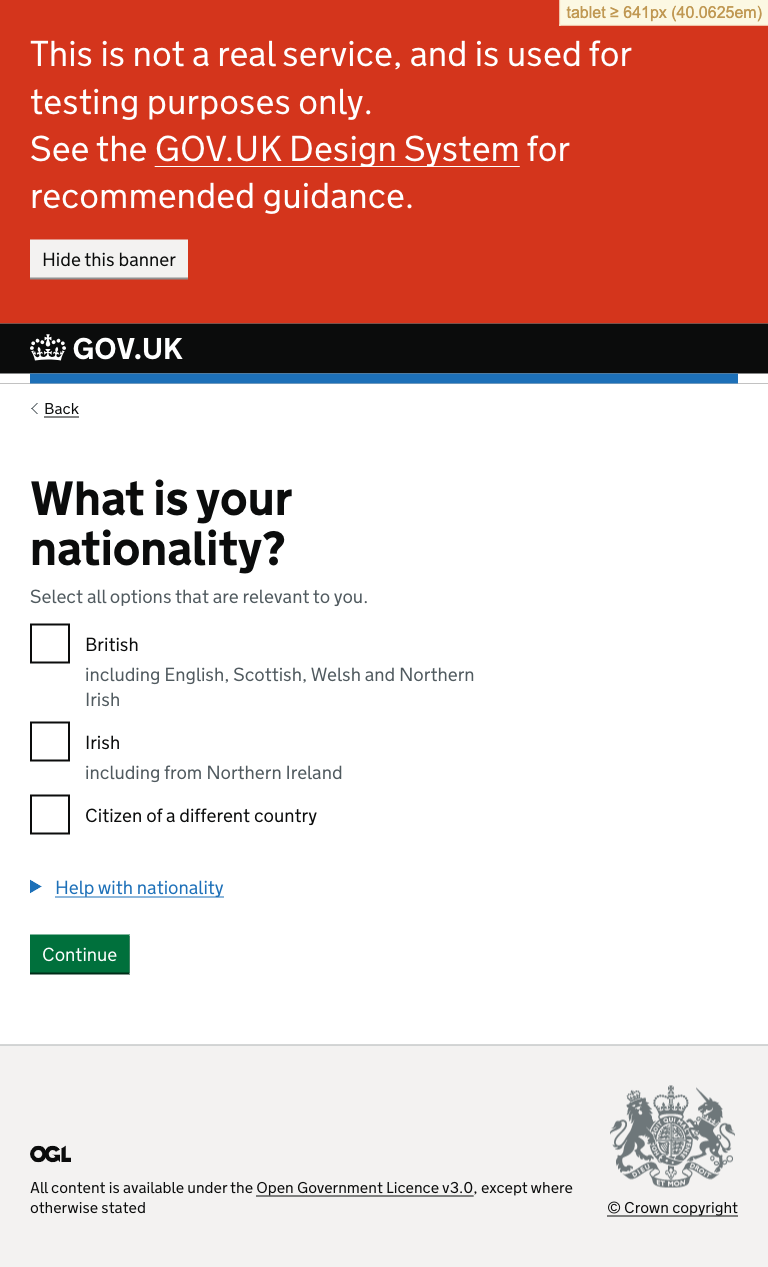 tablet ≥ 641px (40.0625em)
This is not a real service, and is used for
testing purposes only.
See the GOV.UK Design System for
recommended guidance.
Hide this banner
GOV.UK
Back
What is your
nationality?
Select all options that are relevant to you.
British
including English, Scottish, Welsh and Northern
Irish
Irish
including from Northern Ireland
Citizen of a different country
Help with nationality
Continue
OGL
All content is available under the Open Government Licence v3.0, except where
otherwise stated
DIEU ET MON DROIT
© Crown copyright